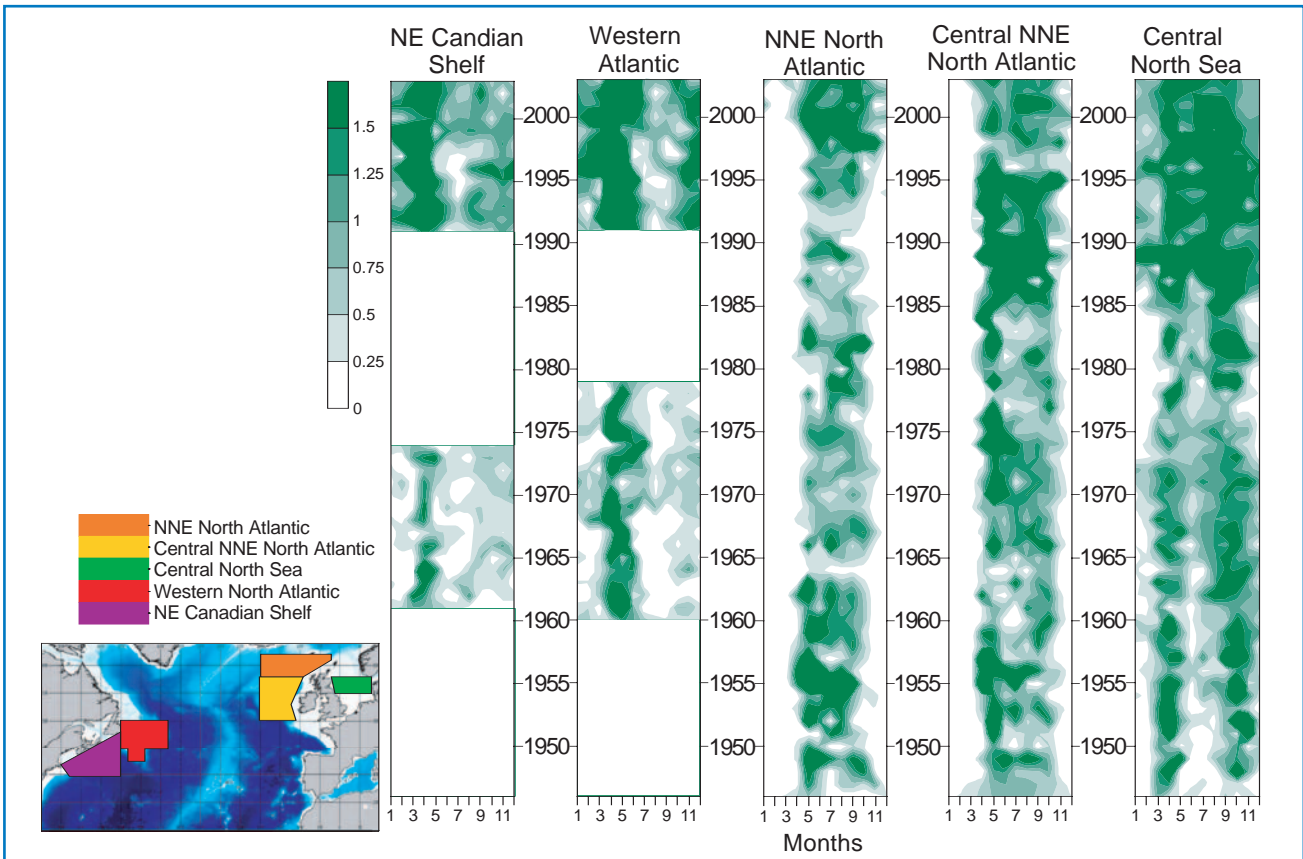 NE Candian
Shelf
Western
Atlantic
NNE North
Atlantic
Central NNE
North Atlantic
Central
North Sea
1.5
1.25
1
0.75
0.5
0.25
0
2000
1995
1990
1985
1980
1975
1970
1965
1960
1955
1950
2000
1995
1990
1985
1980
1975
1970
1965
1960
1955
1950
2000
1995
1990
1985
1980
1975
1970
1965
1960
1955
1950
2000
1995
1990
1985
1980
1975
1970
1965
1960
1955
1950
NNE North Atlantic
Central NNE North Atlantic
Central North Sea
Western North Atlantic
NE Canadian Shelf
1 3 5 7 9 11
1 3 5 7 9 11
1 3 5 7 9 11
1 3 5 7 9 11
1 3 5 7 9 11
Months